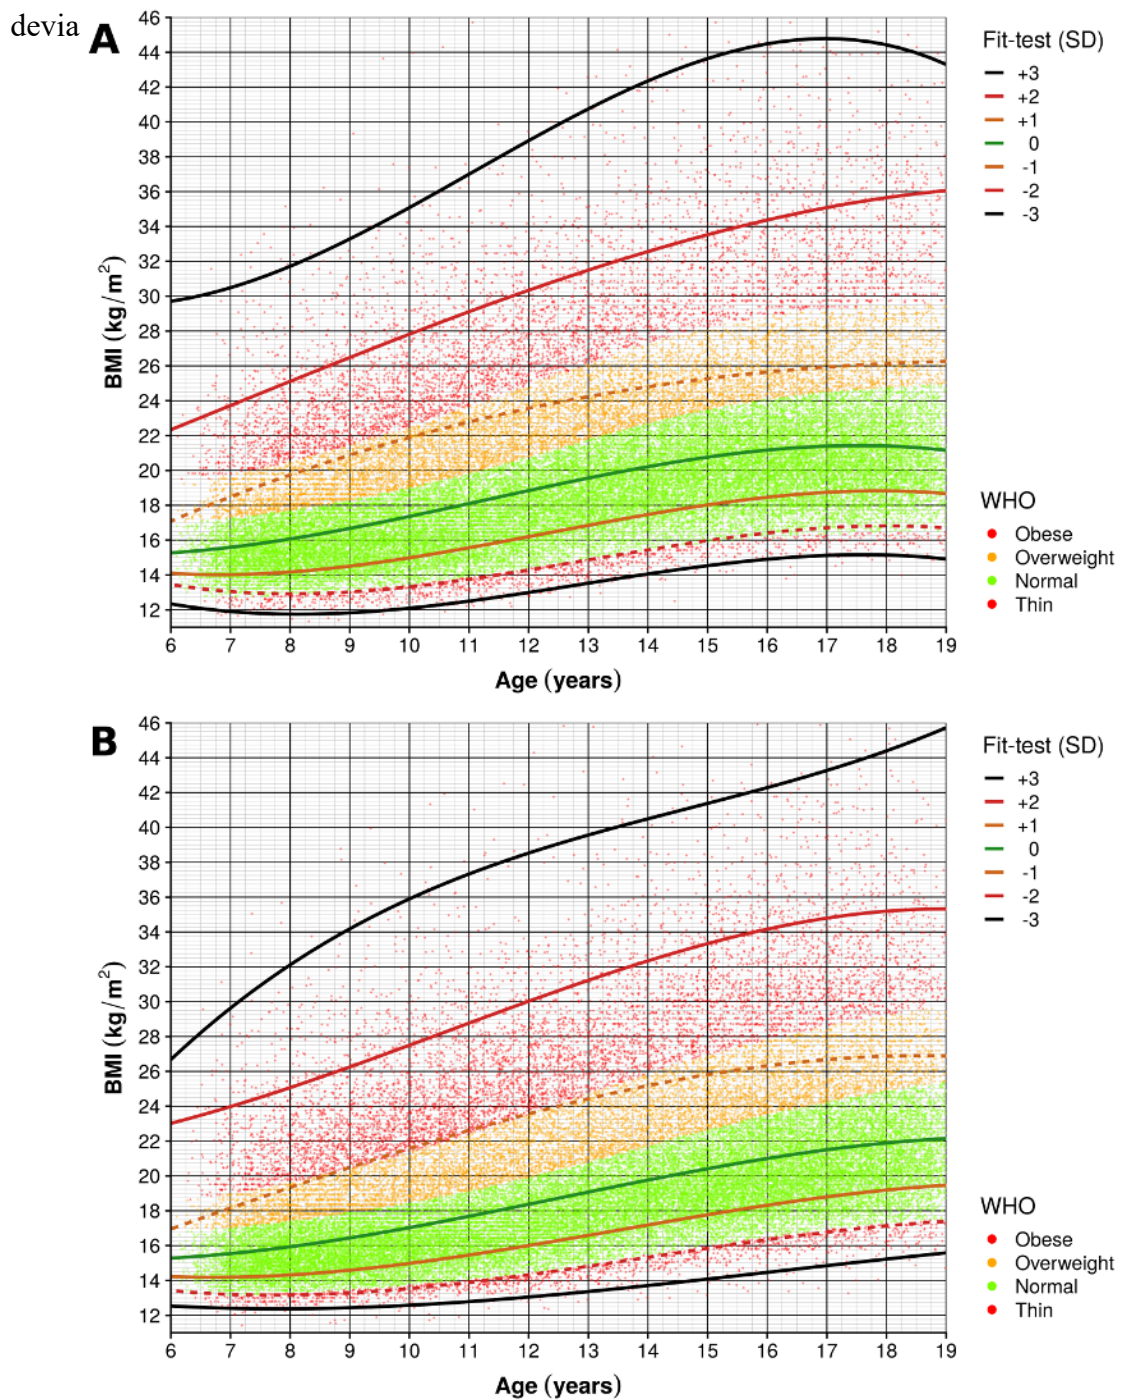 devia
A
46
44
42
40
38
36
34
32
30
28
26
24
22
20
18
16
14
12
BMI (kg/m²)
6 7 8 9 10 11 12 13 14 15 16 17 18 19
Age (years)
Fit-test (SD)
+3
+2
+1
0
-1
-2
-3
WHO
Obese
Overweight
Normal
Thin
B
46
44
42
40
38
36
34
32
30
28
26
24
22
20
18
16
14
12
BMI (kg/m²)
6 7 8 9 10 11 12 13 14 15 16 17 18 19
Age (years)
Fit-test (SD)
+3
+2
+1
0
-1
-2
-3
WHO
Obese
Overweight
Normal
Thin